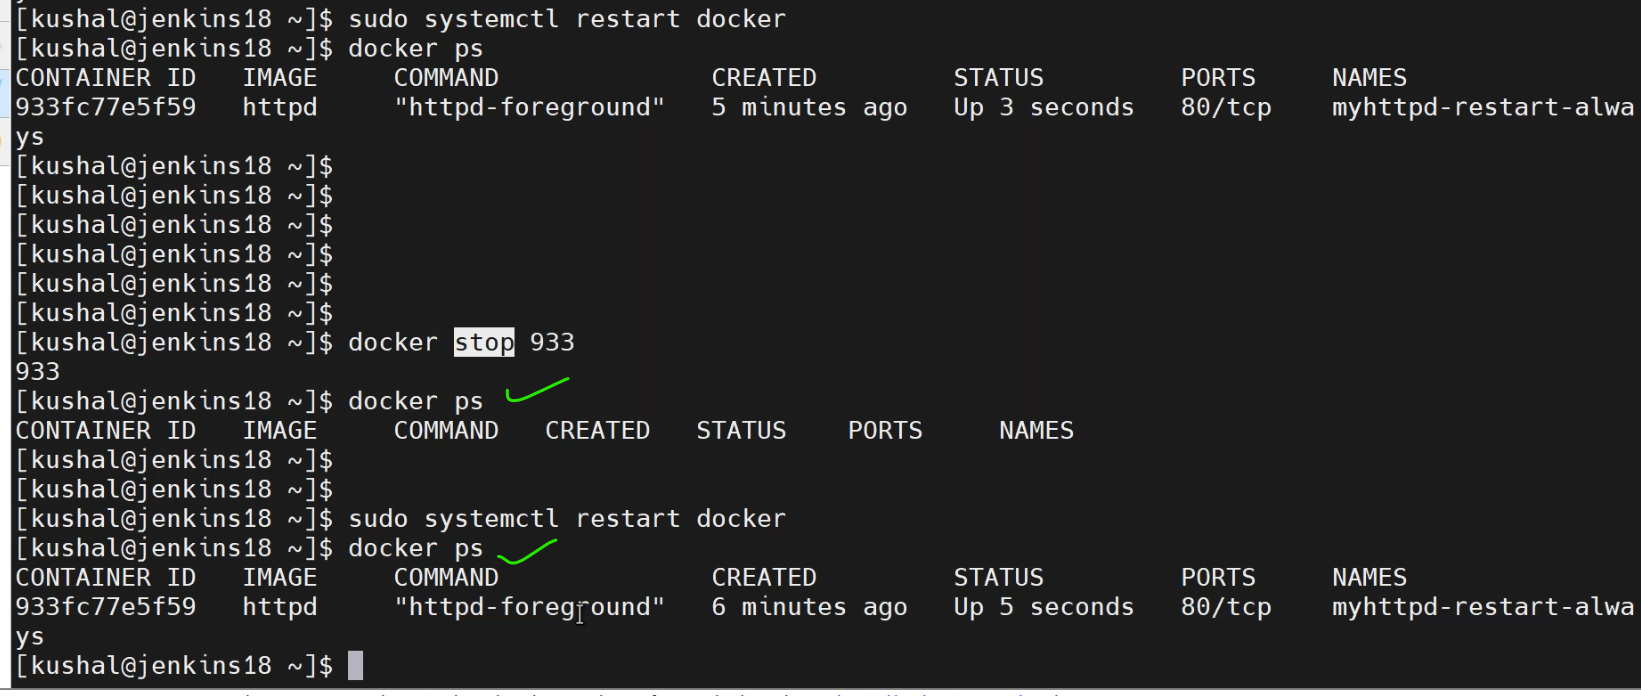 [kushal@jenkins18 ~]$ sudo systemctl restart docker
[kushal@jenkins18 ~]$ docker ps
CONTAINER ID   IMAGE     COMMAND              CREATED         STATUS         PORTS     NAMES
933fc77e5f59   httpd     "httpd-foreground"   5 minutes ago   Up 3 seconds   80/tcp    myhttpd-restart-alwa
ys
[kushal@jenkins18 ~]$
[kushal@jenkins18 ~]$
[kushal@jenkins18 ~]$
[kushal@jenkins18 ~]$
[kushal@jenkins18 ~]$
[kushal@jenkins18 ~]$
[kushal@jenkins18 ~]$ docker stop 933
933
[kushal@jenkins18 ~]$ docker ps
CONTAINER ID   IMAGE     COMMAND   CREATED   STATUS    PORTS     NAMES
[kushal@jenkins18 ~]$
[kushal@jenkins18 ~]$
[kushal@jenkins18 ~]$ sudo systemctl restart docker
[kushal@jenkins18 ~]$ docker ps
CONTAINER ID   IMAGE     COMMAND              CREATED         STATUS         PORTS     NAMES
933fc77e5f59   httpd     "httpd-foreground"   6 minutes ago   Up 5 seconds   80/tcp    myhttpd-restart-alwa
ys
[kushal@jenkins18 ~]$